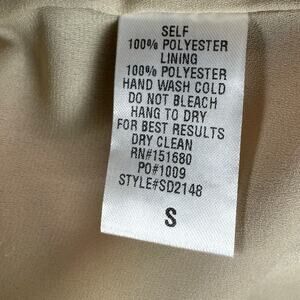 SELF
100% POLYESTER
LINING
100% POLYESTER
HAND WASH COLD
DO NOT BLEACH
HANG TO DRY
FOR BEST RESULTS
DRY CLEAN
RN#151680
PO#1009
STYLE#SD2148
S